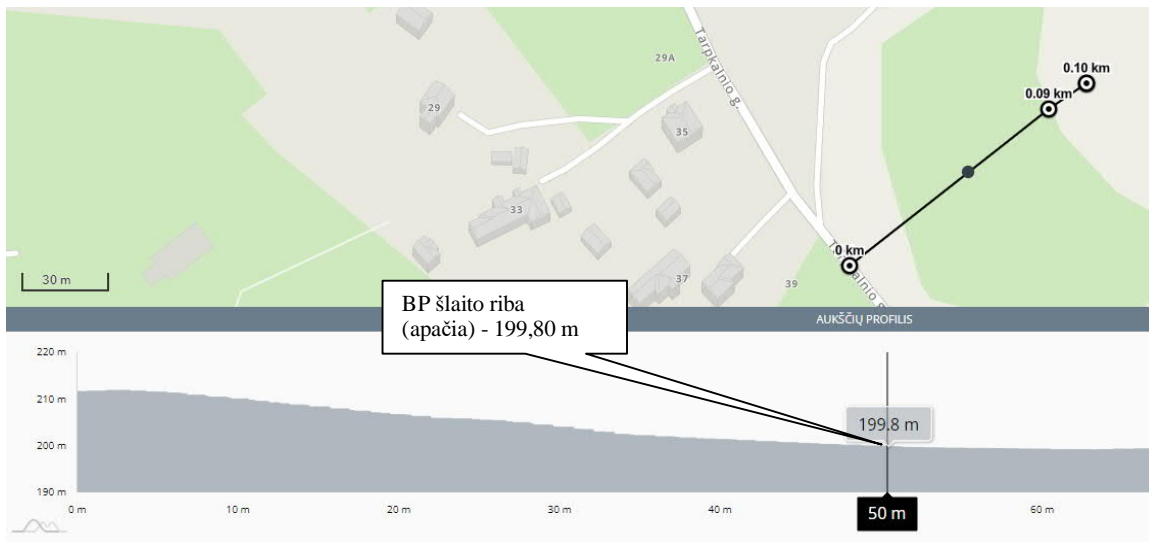 29A
Tarpkalnio g.
0.10 km
0.09 km
29
35
33
0 km
30 m
37
39
BP šlaito riba
(apačia) - 199,80 m
AUKŠČIŲ PROFILIS
220 m
210 m
200 m
190 m
199.8 m
0 m
10 m
20 m
30 m
40 m
50 m
60 m